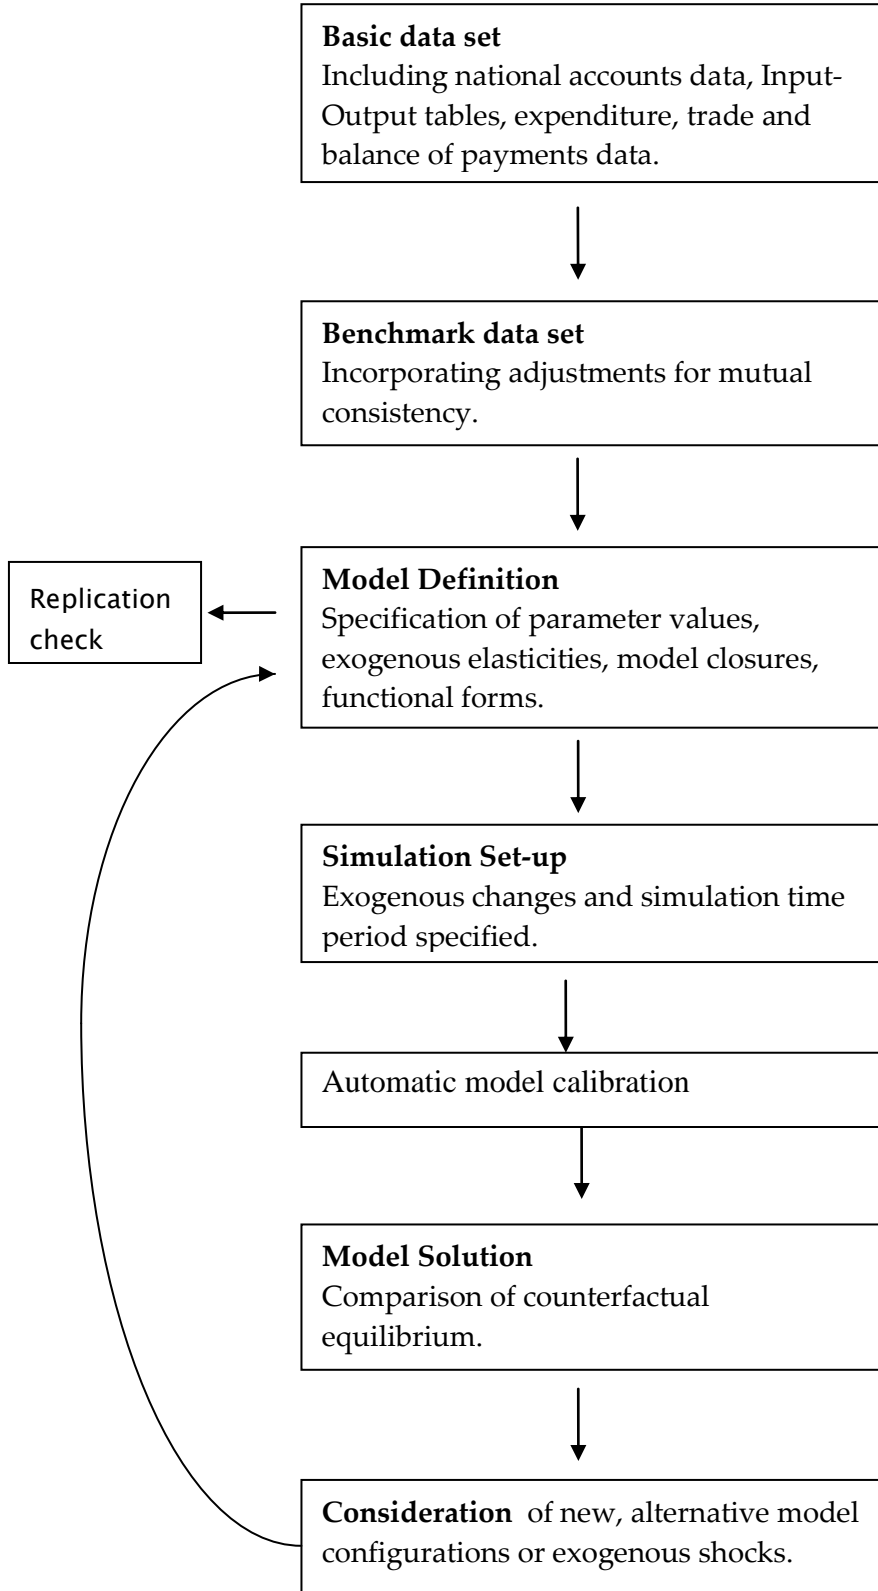 Basic data set
Including national accounts data, Input-
Output tables, expenditure, trade and
balance of payments data.
Benchmark data set
Incorporating adjustments for mutual
consistency.
Replication
check
Model Definition
Specification of parameter values,
exogenous elasticities, model closures,
functional forms.
Simulation Set-up
Exogenous changes and simulation time
period specified.
Automatic model calibration
Model Solution
Comparison of counterfactual
equilibrium.
Consideration of new, alternative model
configurations or exogenous shocks.